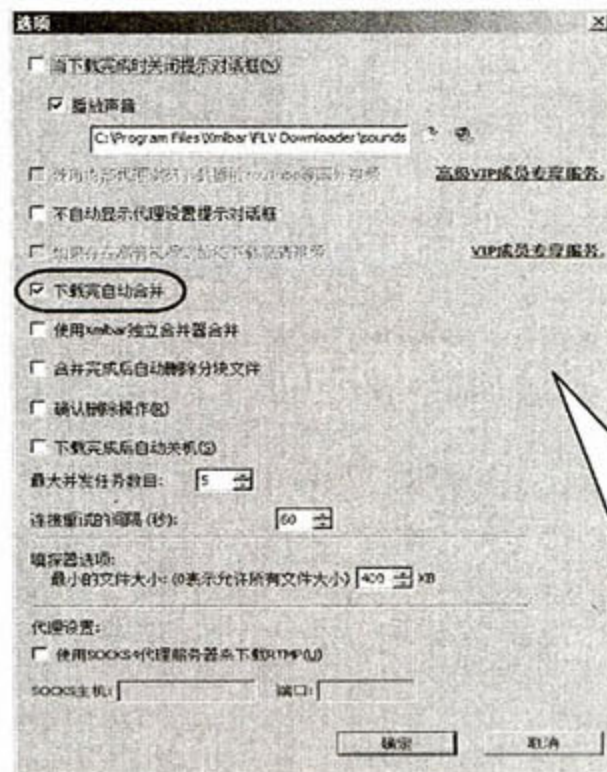 选项
当下载完成时关闭提示对话框(N)
播放声音
C:\Program Files\Xmlbar\FLV Downloader\sounds
高级VIP成员专享服务。
不自动显示代理设置提示对话框
VIP成员专享服务。
下载完自动合并
使用Xmlbar独立合并器合并
合并完成后自动删除分块文件
确认删除操作(R)
下载完成后自动关机(S)
最大并发任务数目: 5
连接重试的间隔(秒): 60
嗅探器选项:
最小的文件大小: (0表示允许所有文件大小) 400 KB
代理设置:
使用SOCKS4代理服务器来下载RTMP(U)
SOCKS主机: 端口:
确定 取消